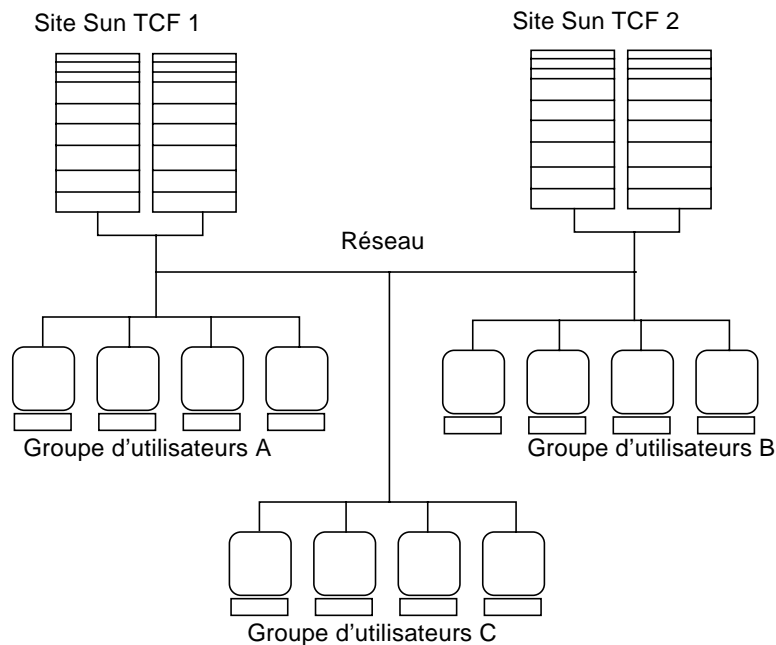 Site Sun TCF 1
Site Sun TCF 2
Réseau
Groupe d'utilisateurs A
Groupe d'utilisateurs B
Groupe d'utilisateurs C